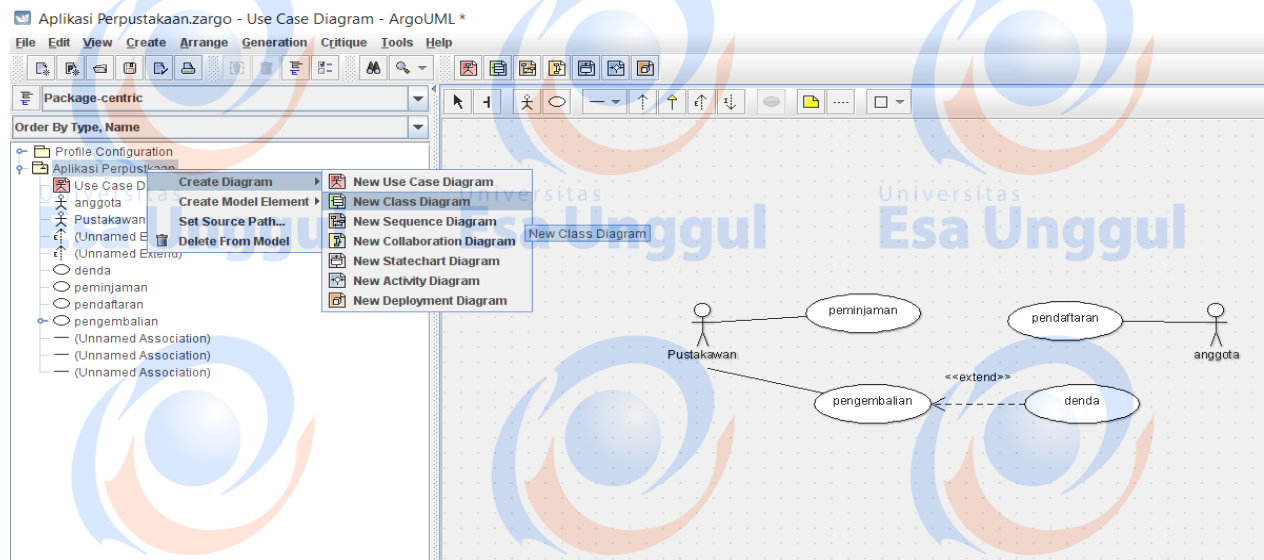 Aplikasi Perpustakaan.zargo - Use Case Diagram - ArgoUML *
File Edit View Create Arrange Generation Critique Tools Help
Package-centric
Order By Type, Name
Profile Configuration
Aplikasi Perpustkaan
Use Case D
anggota
Pustakawan
(Unnamed E
(Unnamed Extend)
denda
peminjaman
pendaftaran
pengembalian
(Unnamed Association)
(Unnamed Association)
(Unnamed Association)
Create Diagram
Create Model Element
Set Source Path...
Delete From Model
New Use Case Diagram
New Class Diagram
New Sequence Diagram
New Collaboration Diagram
New Statechart Diagram
New Activity Diagram
New Deployment Diagram
New Class Diagram
Universitas
Esa Unggul
Universitas
Esa Unggul
peminjaman
pendaftaran
Pustakawan
anggota
<<extend>>
pengembalian
denda